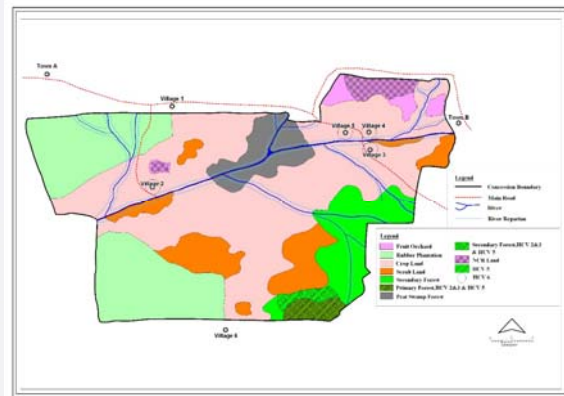 Town A
Village 1
Village 5
Village 4
Town B
Village 3
Village 2
Village 6
Legend
Concession Boundary
Main Road
River
River Reparian
Legend
Fruit Orchard
Rubber Plantation
Crop Land
Scrub Land
Secondary Forest
Primary Forest, HCV 2&3 & HCV 5
Peat Swamp Forest
Secondary Forest, HCV 2&3
& HCV 5
NCR Land
HCV 5
HCV 6